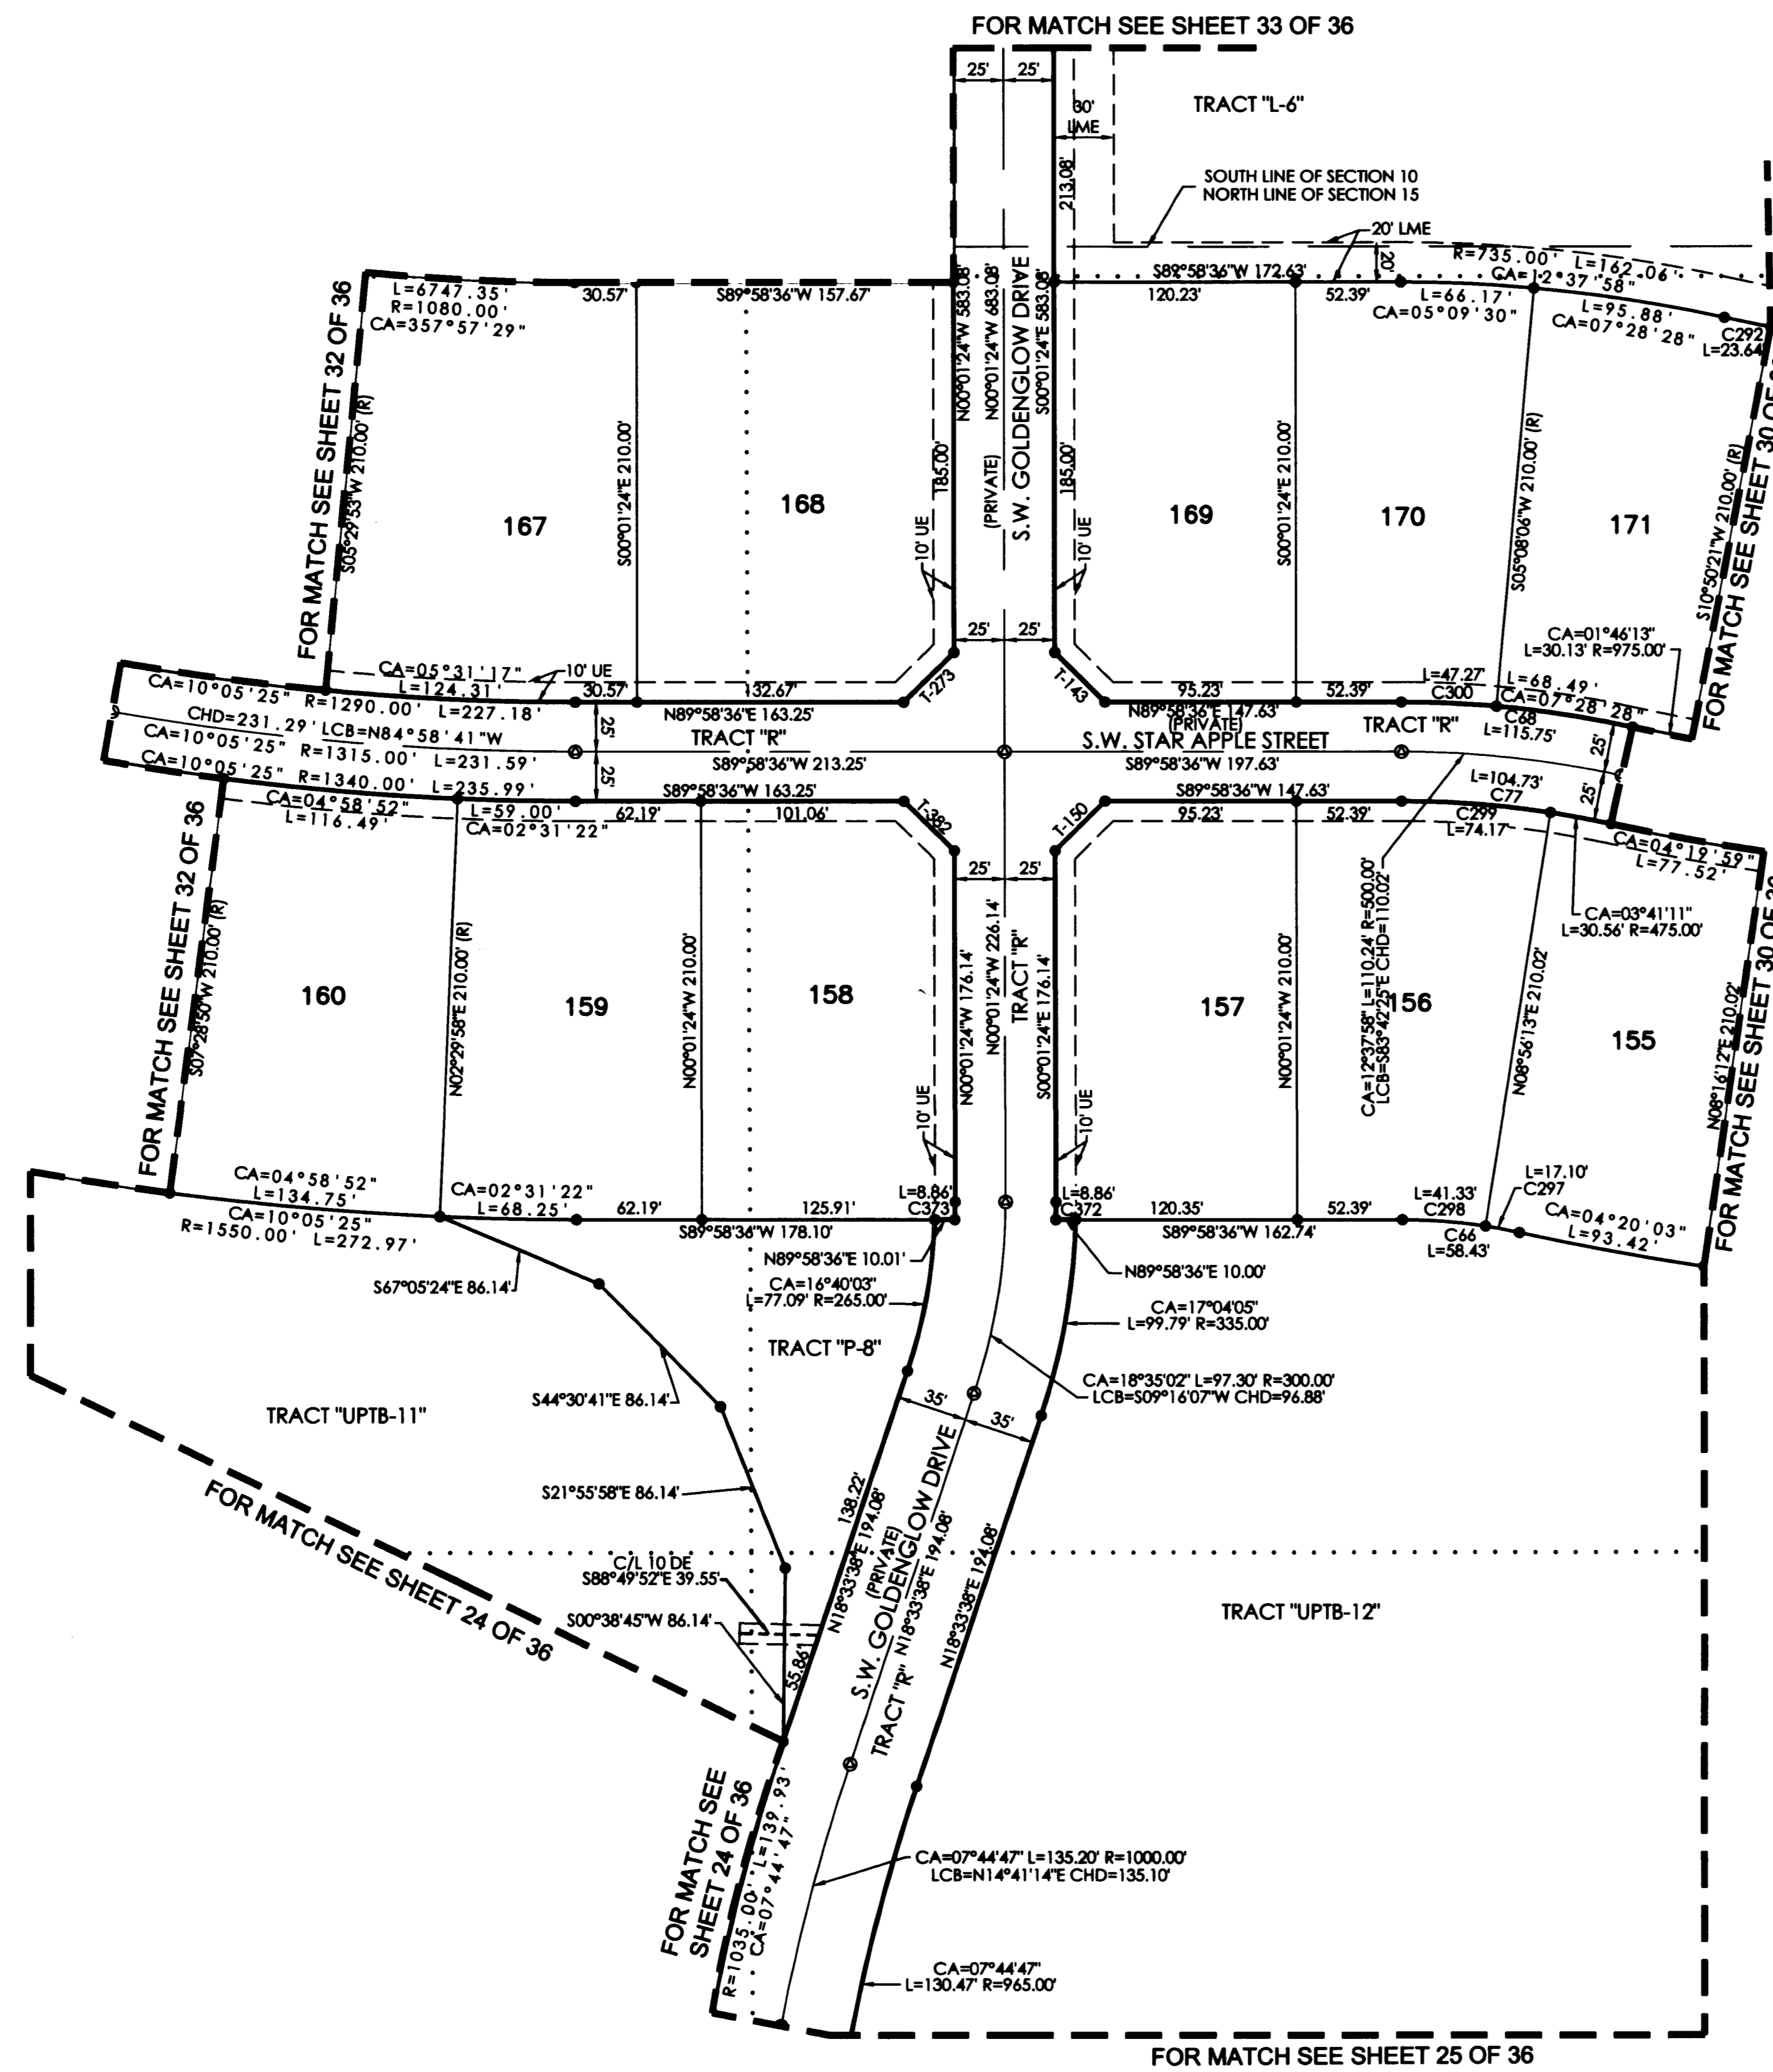 FOR MATCH SEE SHEET 33 OF 36
25'
25'
30'
LME
TRACT "L-6"
213.08'
SOUTH LINE OF SECTION 10
NORTH LINE OF SECTION 15
20' LME
20'
R=735.00' L=162.06'
CA=12°37'58"
S89°58'36"W 172.63'
120.23'
52.39'
L=66.17'
CA=05°09'30"
L=95.88'
CA=07°28'28"
C292
L=23.64'
FOR MATCH SEE SHEET 32 OF 36
S05°29'53"W 210.00' (R)
L=6747.35'
R=1080.00'
CA=357°57'29"
30.57'
S89°58'36"W 157.67'
N00°01'24"W 583.08'
N00°01'24"W 683.08'
S.W. GOLDENGLOW DRIVE
(PRIVATE)
S00°01'24"E 583.08'
185.00'
185.00'
S00°01'24"E 210.00'
S00°01'24"E 210.00'
S05°08'06"W 210.00' (R)
S10°50'21"W 210.00' (R)
FOR MATCH SEE SHEET 30 OF
167
168
169
170
171
10' UE
10' UE
25'
25'
CA=01°46'13"
L=30.13' R=975.00'
CA=05°31'17"
10' UE
L=124.31'
30.57'
132.67'
T-273
T-143
95.23'
52.39'
L=47.27'
C300
L=68.49'
CA=07°28'28"
C68
L=115.75'
CA=10°05'25"
R=1290.00'
L=227.18'
N89°58'36"E 163.25'
N89°58'36"E 147.63'
(PRIVATE)
CHD=231.29' LCB=N84°58'41"W
CA=10°05'25" R=1315.00' L=231.59'
25'
TRACT "R"
TRACT "R"
S.W. STAR APPLE STREET
S89°58'36"W 213.25'
S89°58'36"W 197.63'
25'
25'
25'
CA=10°05'25"
R=1340.00'
L=235.99'
CA=04°58'52"
L=116.49'
L=59.00'
CA=02°31'22"
S89°58'36"W 163.25'
62.19'
101.06'
T-382
T-150
S89°58'36"W 147.63'
95.23'
52.39'
L=104.73'
C77
C299
L=74.17'
CA=04°19'59"
L=77.52'
CA=03°41'11"
L=30.56' R=475.00'
25'
25'
FOR MATCH SEE SHEET 32 OF 36
S07°28'50"W 210.00' (R)
N02°29'58"E 210.00' (R)
N00°01'24"W 210.00'
N00°01'24"W 176.14'
N00°01'24"W 226.14'
TRACT "R"
S00°01'24"E 176.14'
N00°01'24"W 210.00'
CA=12°37'58" L=110.24' R=500.00'
LCB=S83°42'25"E CHD=110.02'
N08°56'13"E 210.02'
N08°16'12"E 210.02'
FOR MATCH SEE SHEET 30 OF
160
159
158
157
156
155
10' UE
10' UE
CA=04°58'52"
L=134.75'
CA=10°05'25"
R=1550.00' L=272.97'
CA=02°31'22"
L=68.25'
62.19'
125.91'
L=8.86'
C373
L=8.86'
C372
S89°58'36"W 178.10'
120.35'
52.39'
S89°58'36"W 162.74'
L=41.33'
C298
L=17.10'
C297
C66
L=58.43'
CA=04°20'03"
L=93.42'
N89°58'36"E 10.01'
N89°58'36"E 10.00'
CA=16°40'03"
L=77.09' R=265.00'
CA=17°04'05"
L=99.79' R=335.00'
S67°05'24"E 86.14'
TRACT "P-8"
CA=18°35'02" L=97.30' R=300.00'
LCB=S09°16'07"W CHD=96.88'
S44°30'41"E 86.14'
35'
35'
TRACT "UPTB-11"
S21°55'58"E 86.14'
138.22'
N18°33'38"E 194.08'
(PRIVATE)
S.W. GOLDENGLOW DRIVE
N18°33'38"E 194.08'
TRACT "R"
N18°33'38"E 194.08'
FOR MATCH SEE SHEET 24 OF 36
C/L 10 DE
S88°49'52"E 39.55'
S00°38'45"W 86.14'
55.86'
TRACT "UPTB-12"
FOR MATCH SEE
SHEET 24 OF 36
R=1035.00' L=139.93'
CA=07°44'47"
CA=07°44'47" L=135.20' R=1000.00'
LCB=N14°41'14"E CHD=135.10'
CA=07°44'47"
L=130.47' R=965.00'
FOR MATCH SEE SHEET 25 OF 36